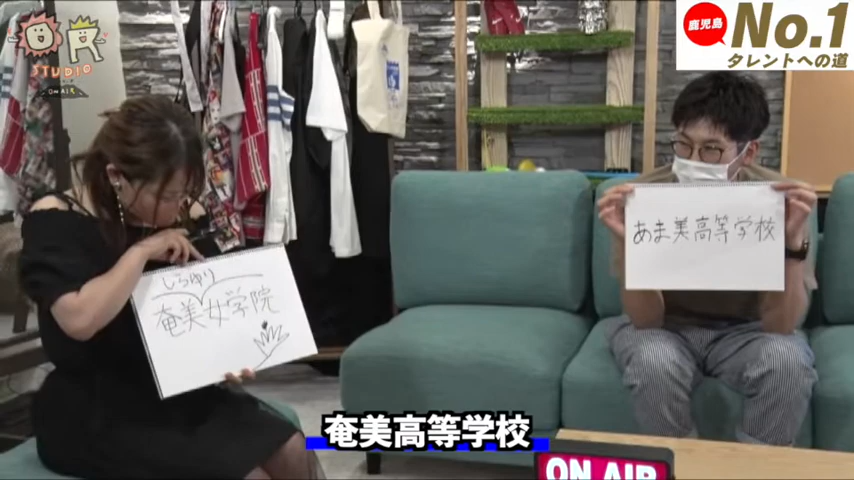 OR
STUDIO
ON AIR
鹿児島
No.1
タレントへの道
しらゆり
奄美女学院
あま美高等学校
奄美高等学校
ON AIR